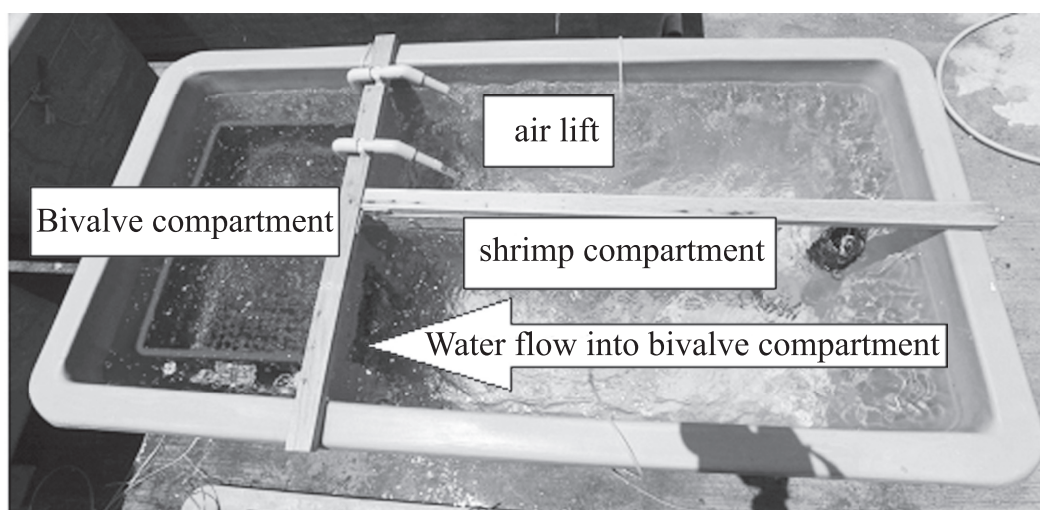 air lift
Bivalve compartment
shrimp compartment
Water flow into bivalve compartment